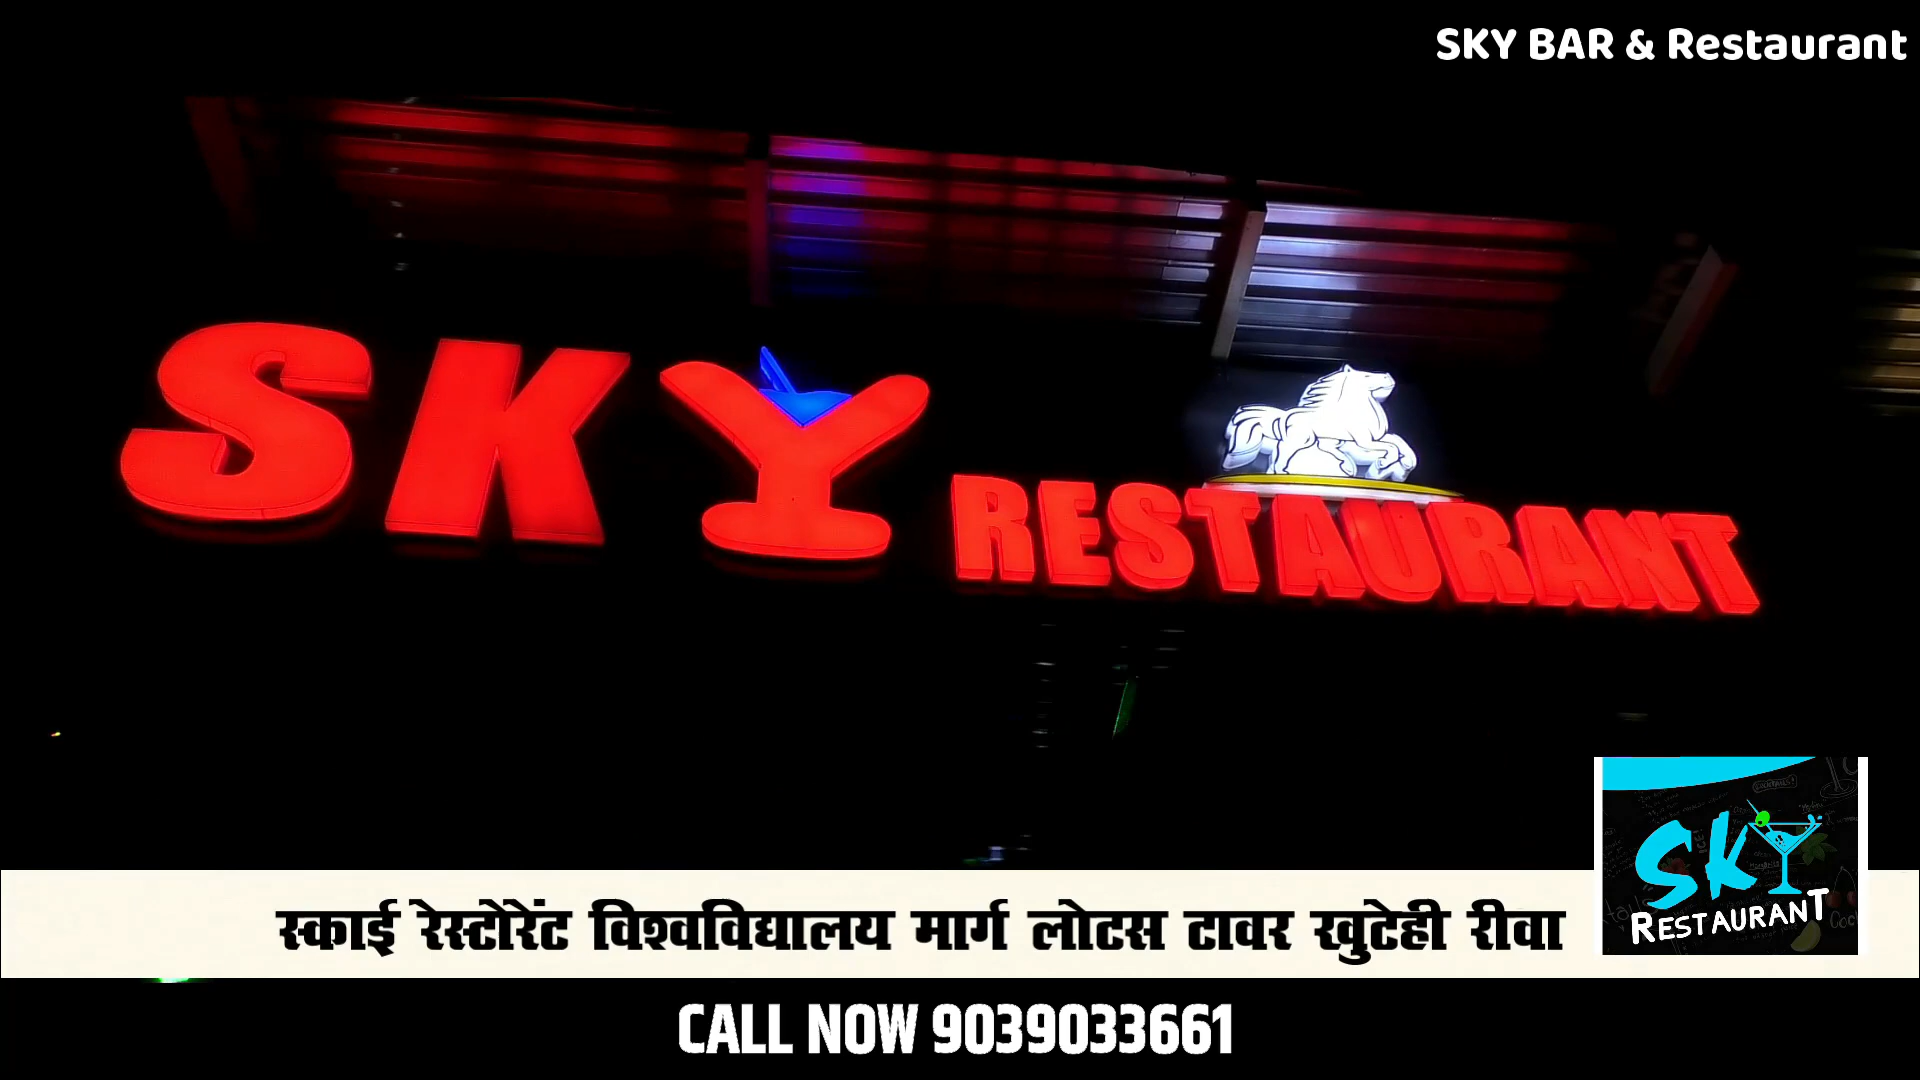 SKY BAR & Restaurant
SKY RESTAURANT
स्काई रेस्टोरेंट विश्वविद्यालय मार्ग लोटस टावर खुटेही रीवा
SKY
RESTAURANT
CALL NOW 9039033661